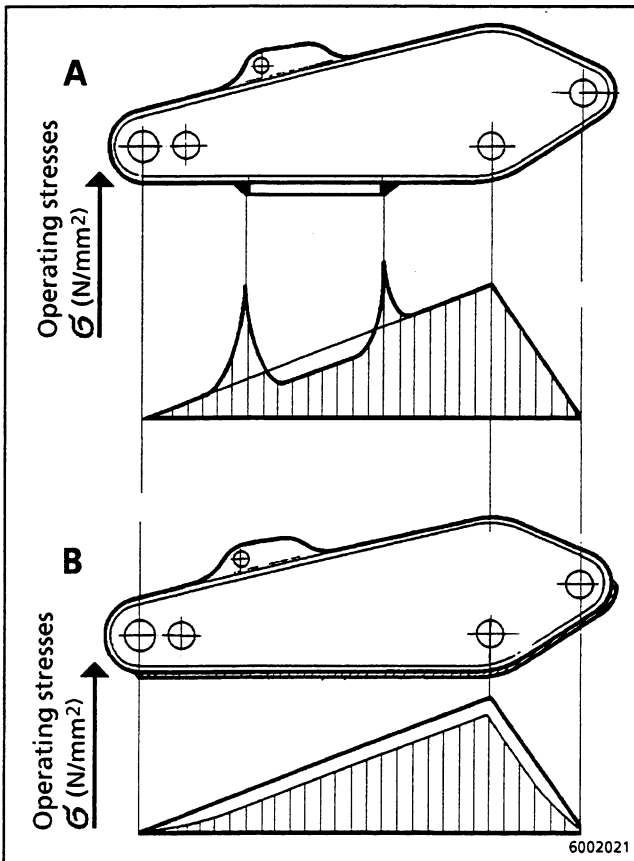 A
Operating stresses
σ (N/mm²)
B
Operating stresses
σ (N/mm²)
6002021